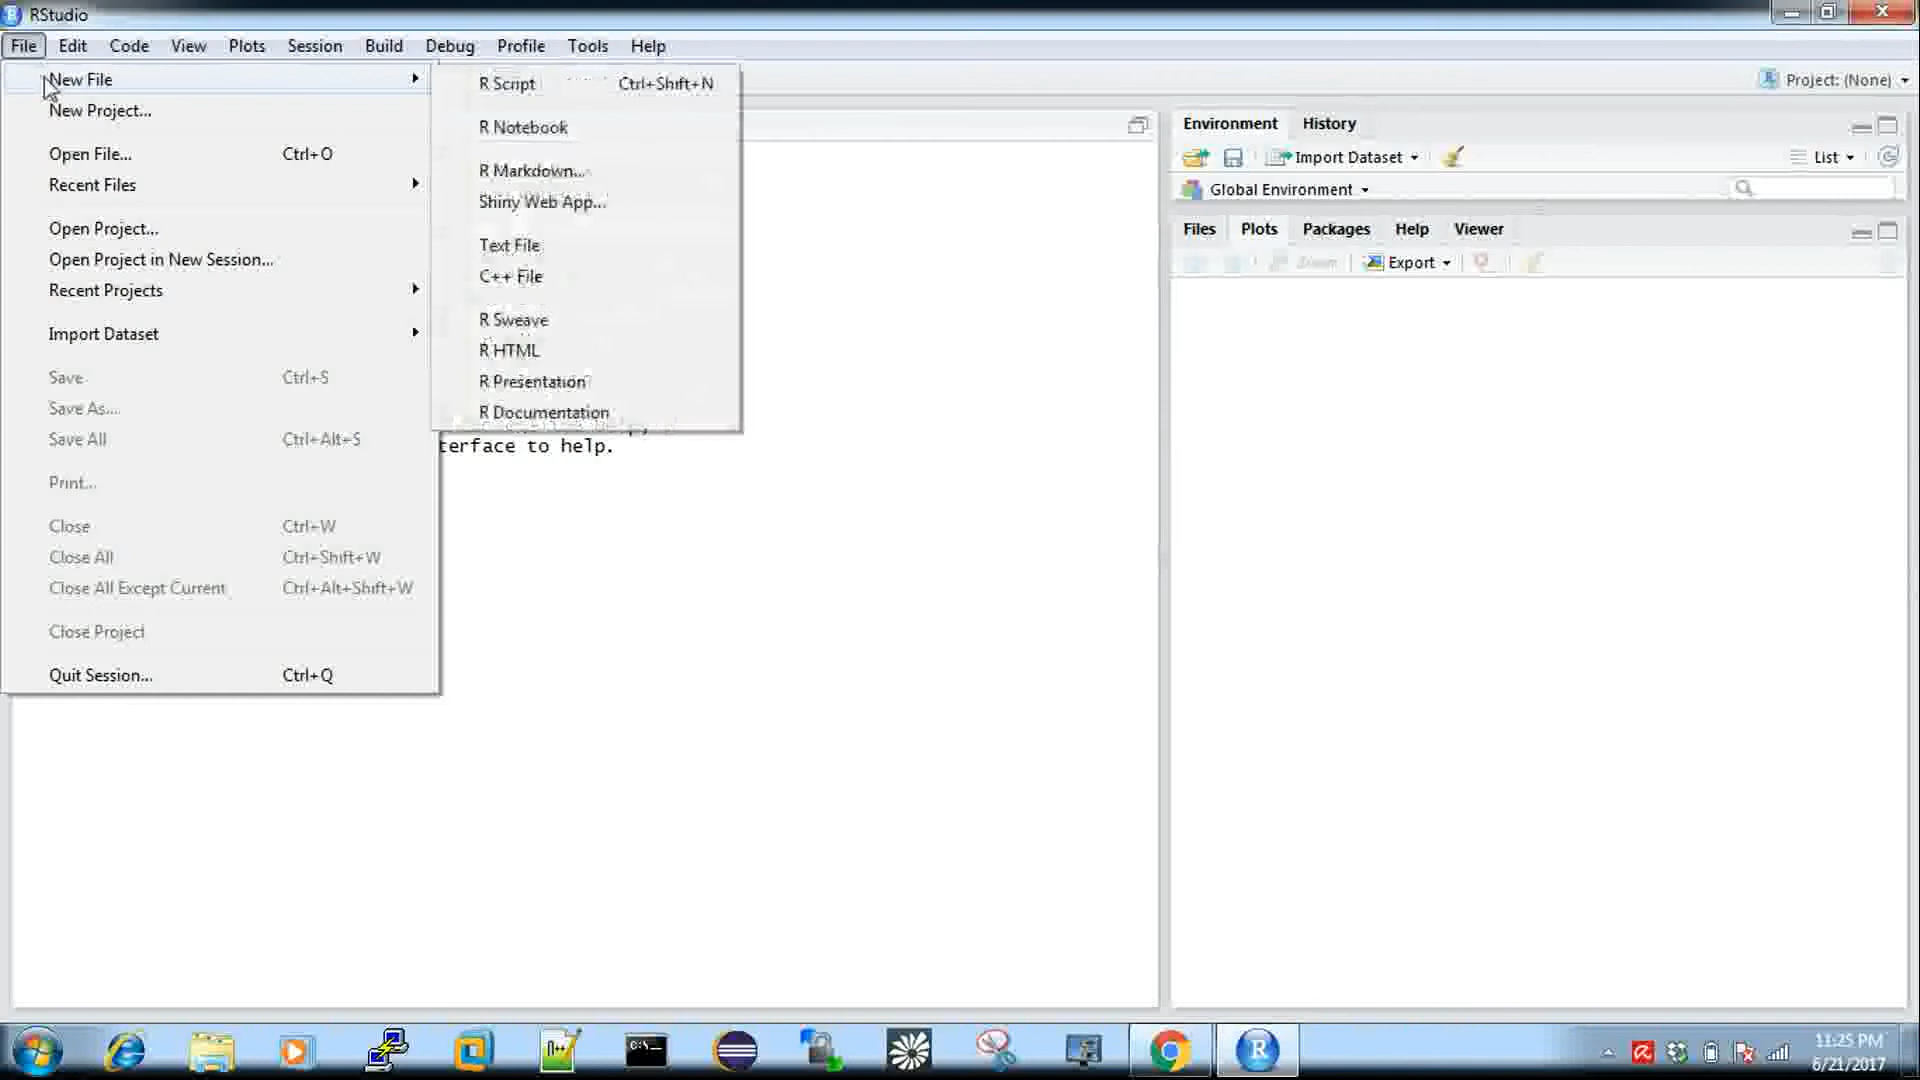 RStudio
File Edit Code View Plots Session Build Debug Profile Tools Help
New File
New Project...
Open File... Ctrl+O
Recent Files
Open Project...
Open Project in New Session...
Recent Projects
Import Dataset
Save Ctrl+S
Save As...
Save All Ctrl+Alt+S
Print...
Close Ctrl+W
Close All Ctrl+Shift+W
Close All Except Current Ctrl+Alt+Shift+W
Close Project
Quit Session... Ctrl+Q
R Script Ctrl+Shift+N
R Notebook
R Markdown...
Shiny Web App...
Text File
C++ File
R Sweave
R HTML
R Presentation
R Documentation
terface to help.
Project: (None)
Environment History
Import Dataset List
Global Environment
Files Plots Packages Help Viewer
Zoom Export
11:25 PM
6/21/2017